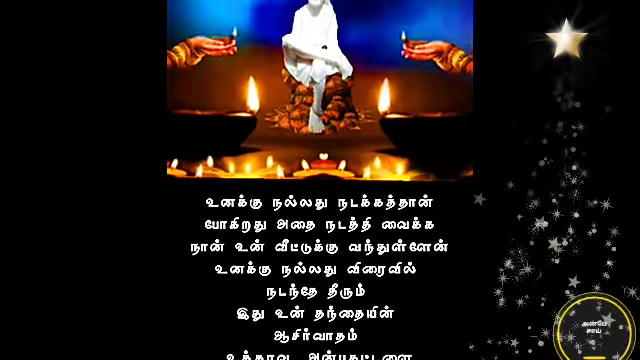 உனக்கு நல்லது நடக்கத்தான்
போகிறது அதை நடத்தி வைக்க
நான் உன் வீட்டுக்கு வந்துள்ளேன்
உனக்கு நல்லது விரைவில்
நடந்தே தீரும்
இது உன் தந்தையின்
ஆசிர்வாதம்
அன்பே
சாய்